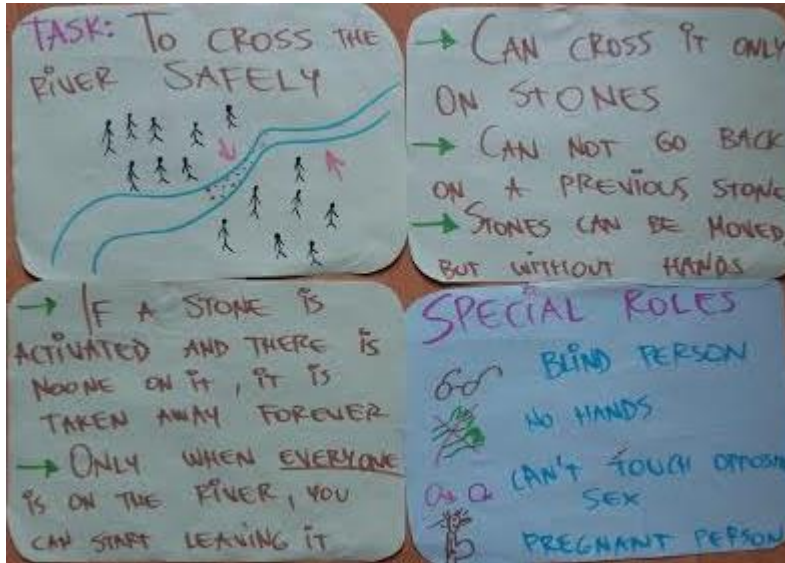 TASK: TO CROSS THE
RIVER SAFELY
→ CAN CROSS iT ONLY
ON STONES
→ CAN NOT GO BACK
ON A PREVIOUS STONE
→ STONES CAN BE MOVED,
BUT WITHOUT HANDS
→ IF A STONE iS
ACTIVATED AND THERE iS
NOONE ON iT, iT iS
TAKEN AWAY FOREVER
→ ONLY WHEN EVERYONE
iS ON THE RIVER, YOU
CAN START LEAVING iT
SPECIAL ROLES
BLIND PERSON
NO HANDS
CAN'T TOUCH OPPOSITE
SEX
PREGNANT PERSON